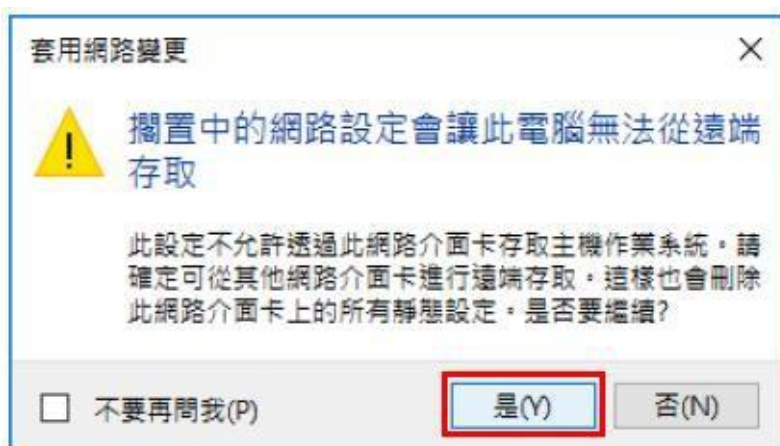 套用網路變更
擱置中的網路設定會讓此電腦無法從遠端
存取
此設定不允許透過此網路介面卡存取主機作業系統。請
確定可從其他網路介面卡進行遠端存取。這樣也會刪除
此網路介面卡上的所有靜態設定。是否要繼續?
不要再問我(P)
是(Y)
否(N)